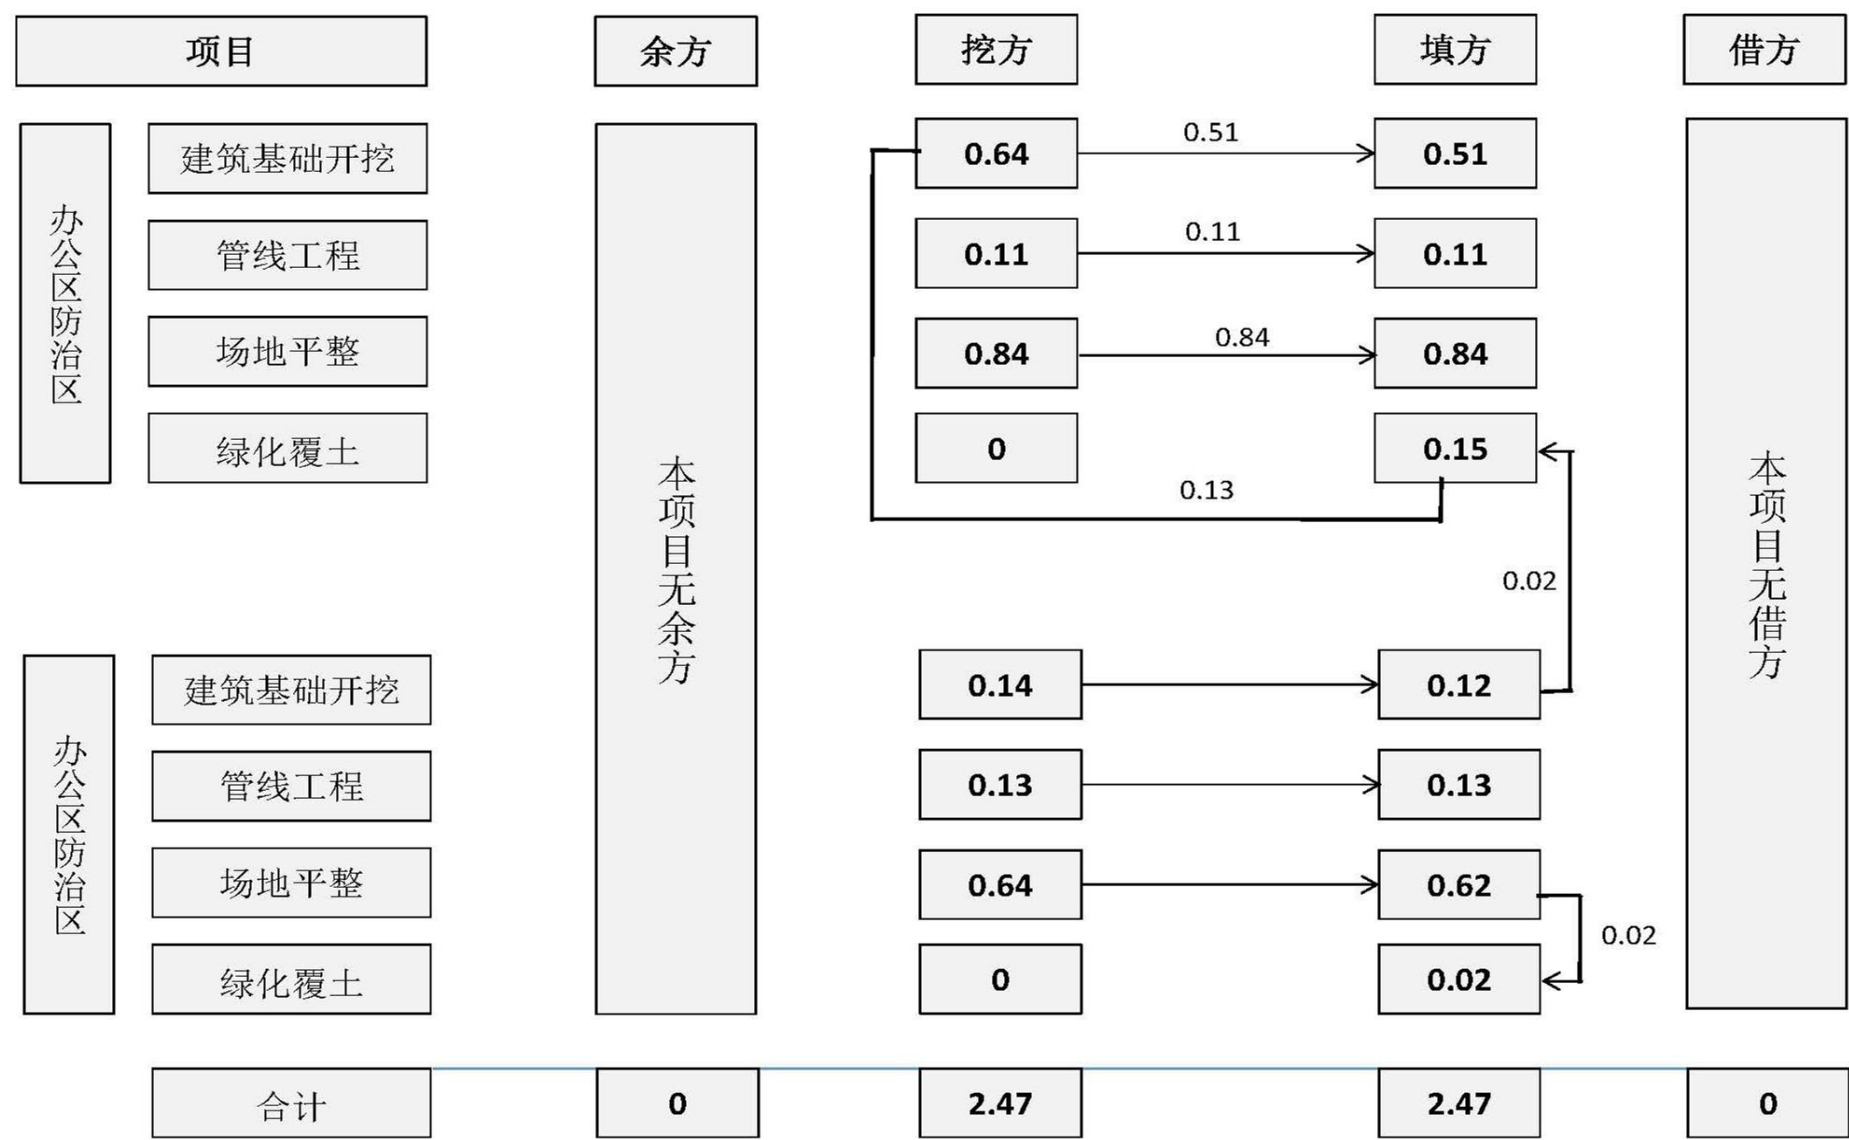 项目 余方 挖方 填方 借方
办公区防治区
建筑基础开挖 0.64 0.51 0.51
管线工程 0.11 0.11 0.11
场地平整 0.84 0.84 0.84
绿化覆土 0 0.15
0.13
本项目无余方
本项目无借方
0.02
办公区防治区
建筑基础开挖 0.14 0.12
管线工程 0.13 0.13
场地平整 0.64 0.62
0.02
绿化覆土 0 0.02
合计 0 2.47 2.47 0